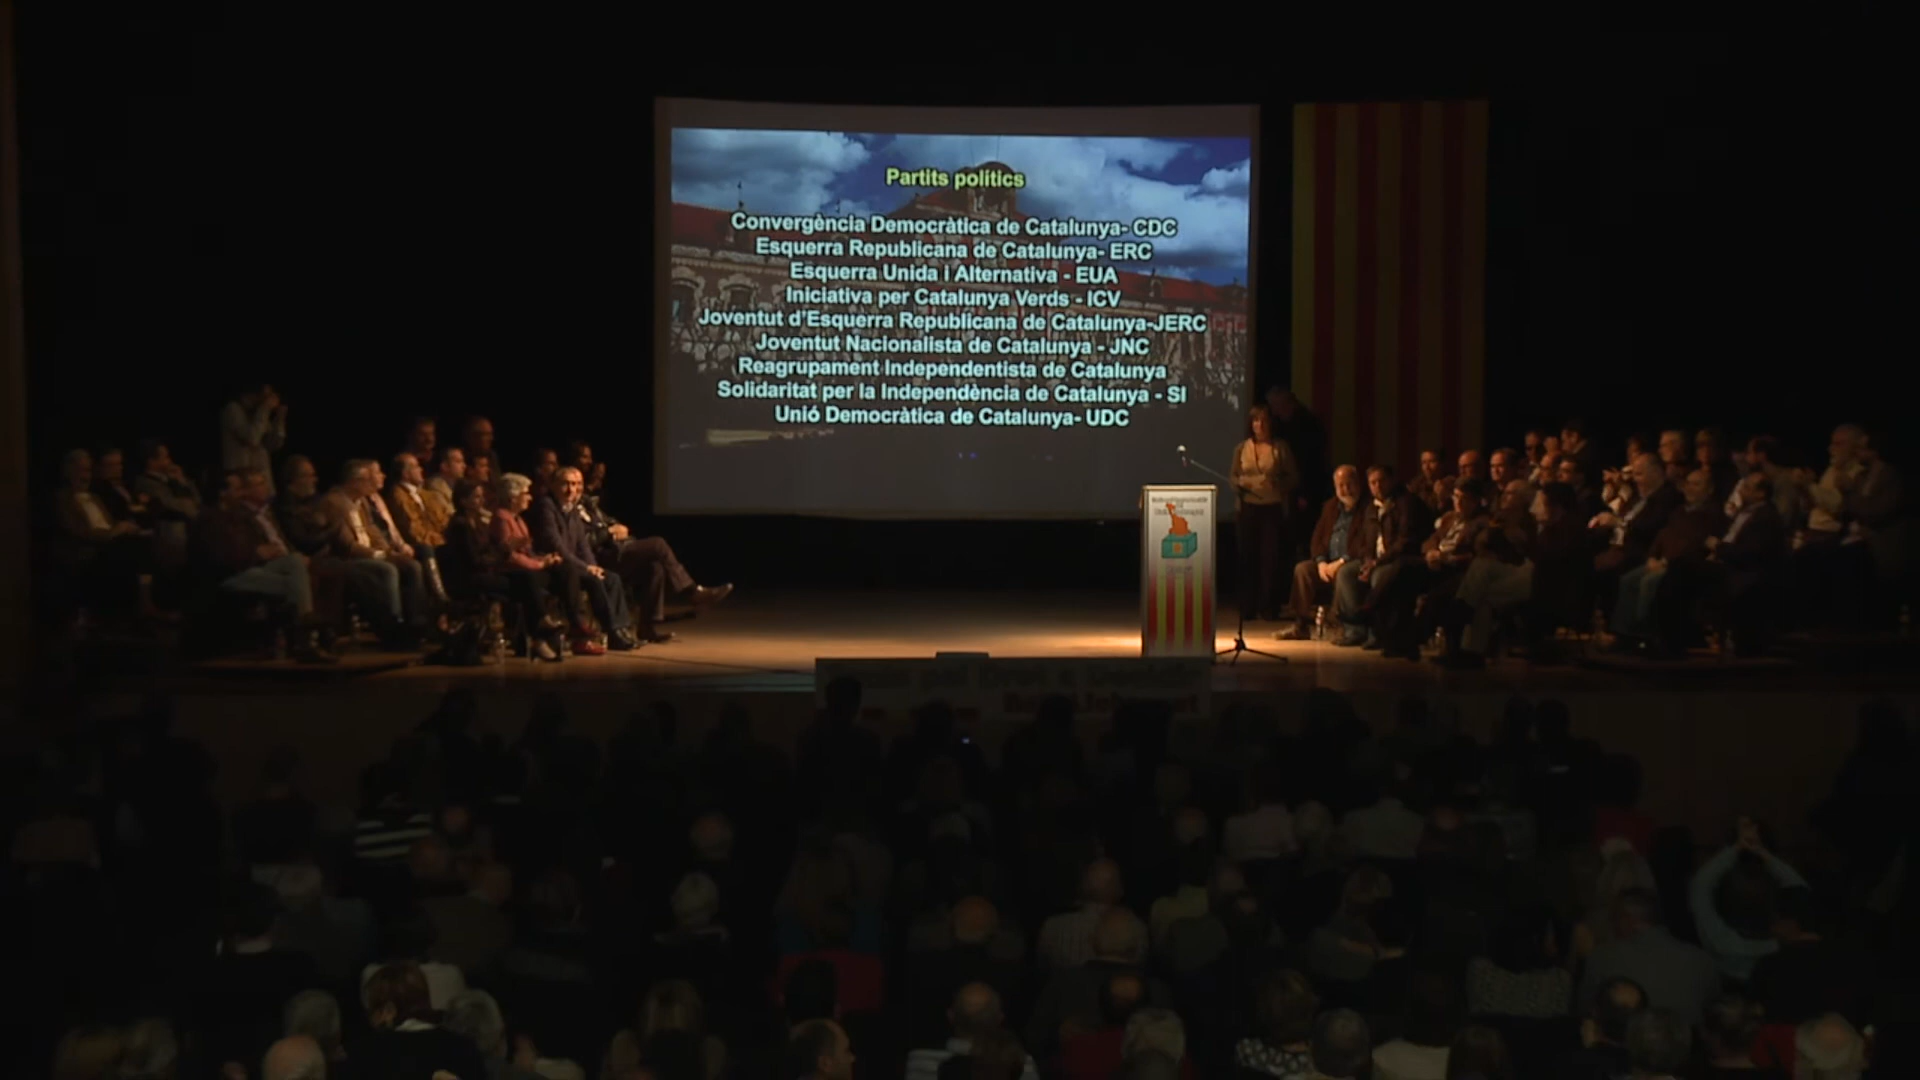 Partits polítics
Convergència Democràtica de Catalunya- CDC
Esquerra Republicana de Catalunya- ERC
Esquerra Unida i Alternativa - EUA
Iniciativa per Catalunya Verds - ICV
Joventut d'Esquerra Republicana de Catalunya-JERC
Joventut Nacionalista de Catalunya - JNC
Reagrupament Independentista de Catalunya
Solidaritat per la Independència de Catalunya - SI
Unió Democràtica de Catalunya- UDC